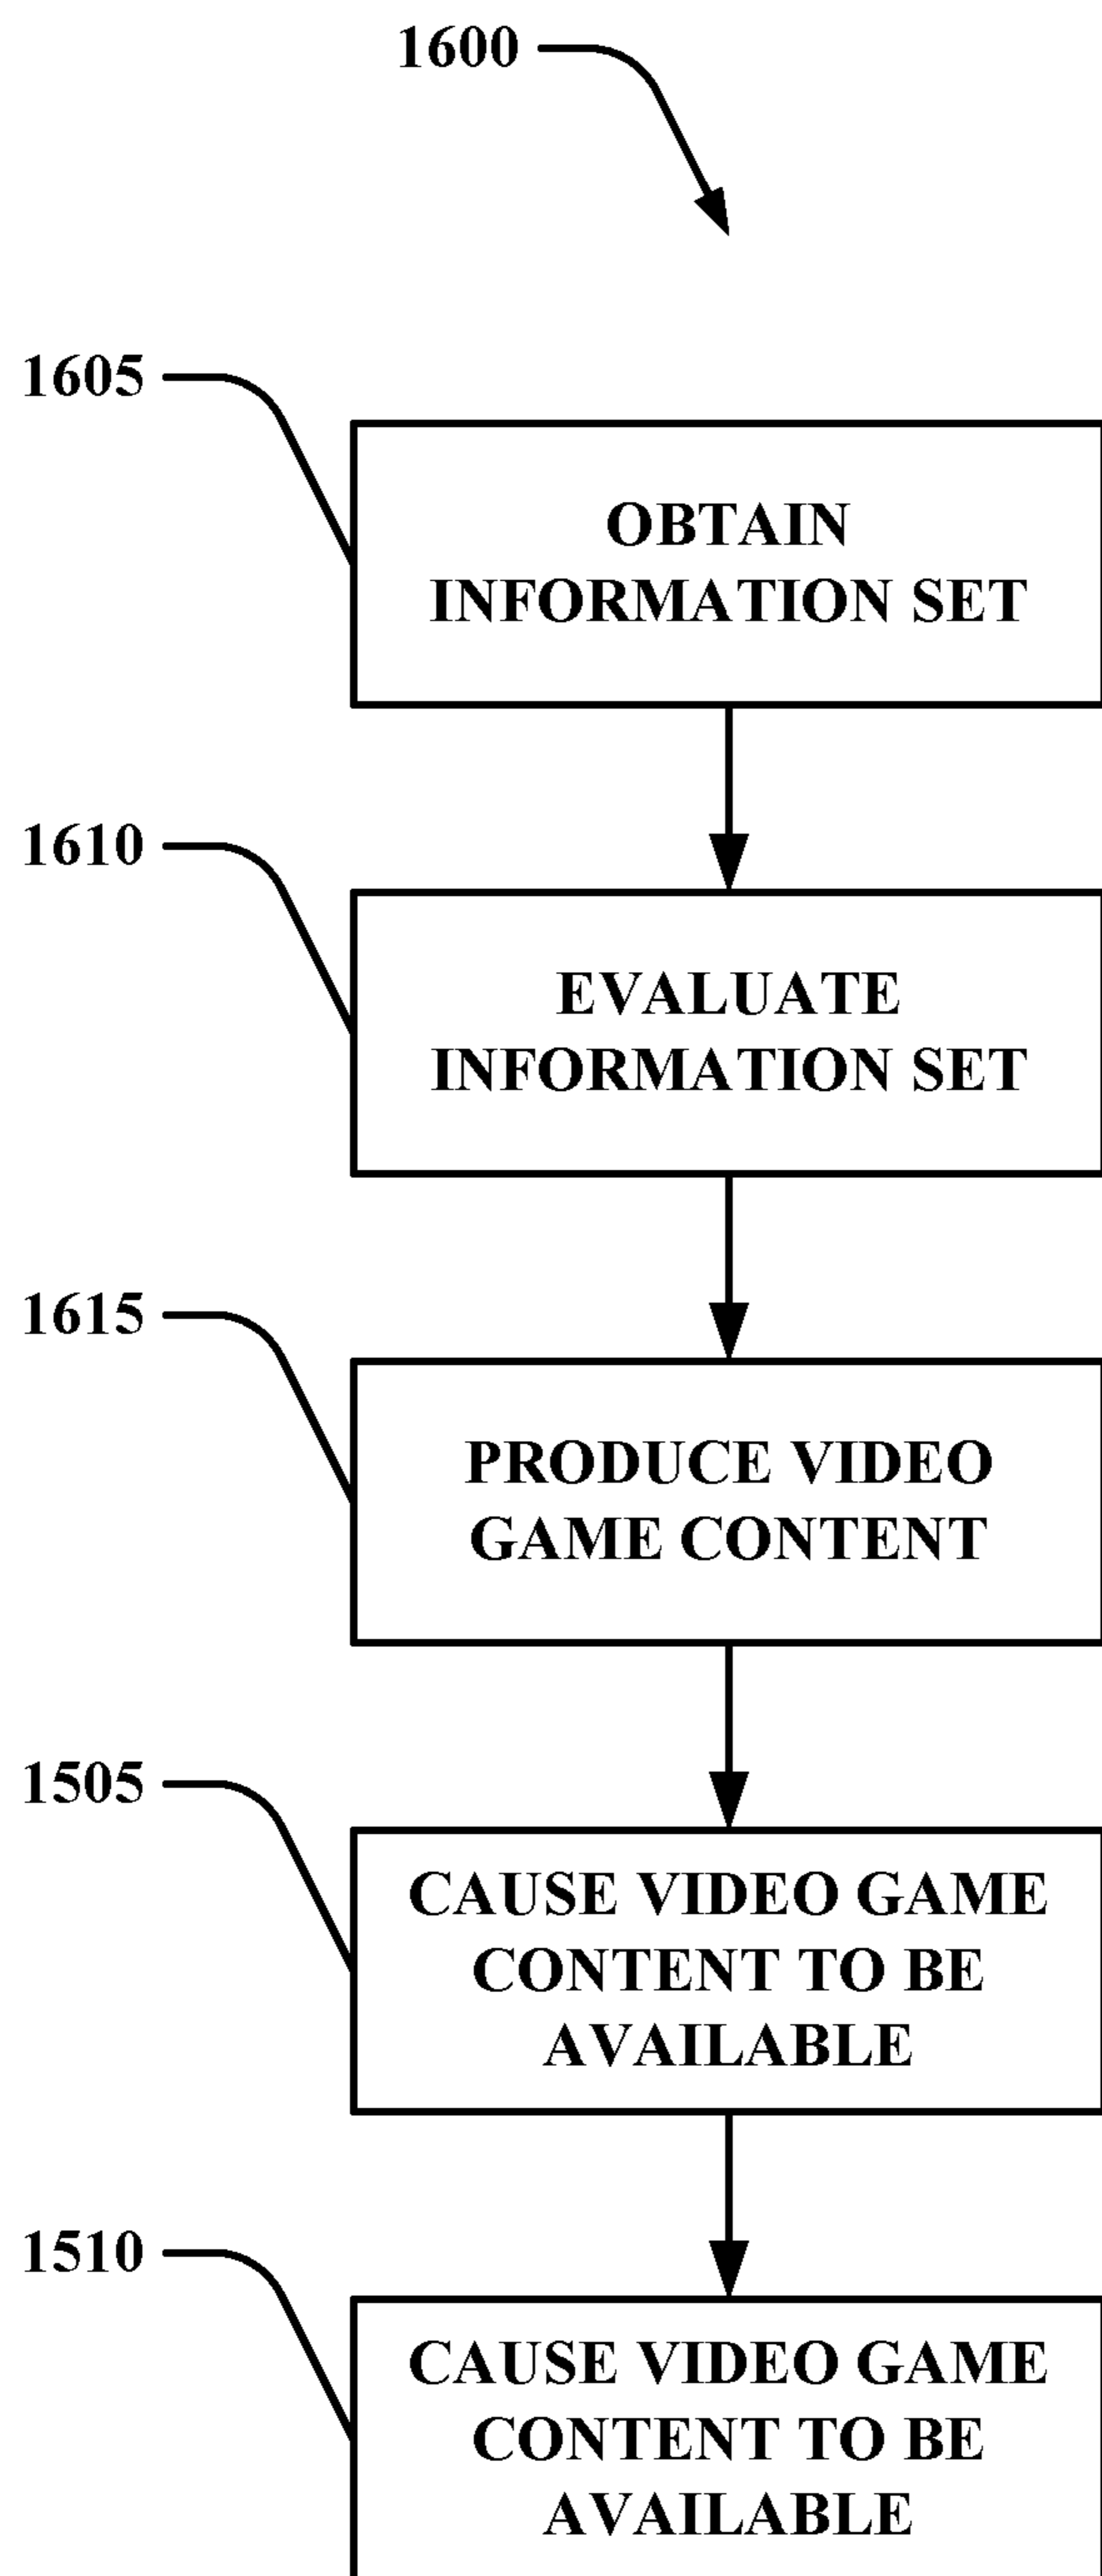 1600
1605
OBTAIN
INFORMATION SET
1610
EVALUATE
INFORMATION SET
1615
PRODUCE VIDEO
GAME CONTENT
1505
CAUSE VIDEO GAME
CONTENT TO BE
AVAILABLE
1510
CAUSE VIDEO GAME
CONTENT TO BE
AVAILABLE